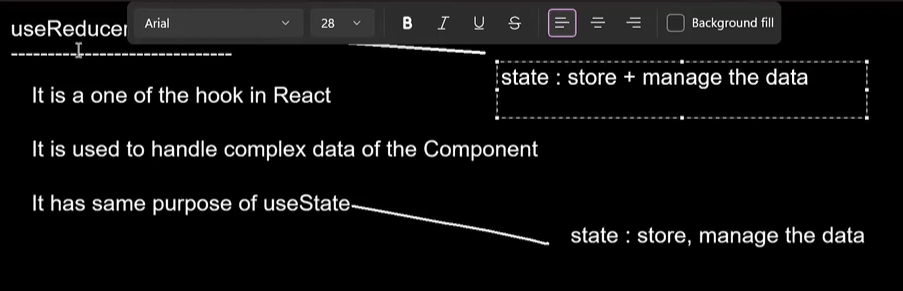 useReducer
Arial
28
B I U S
Background fill
-----------------------------
state : store + manage the data
It is a one of the hook in React
It is used to handle complex data of the Component
It has same purpose of useState
state : store, manage the data